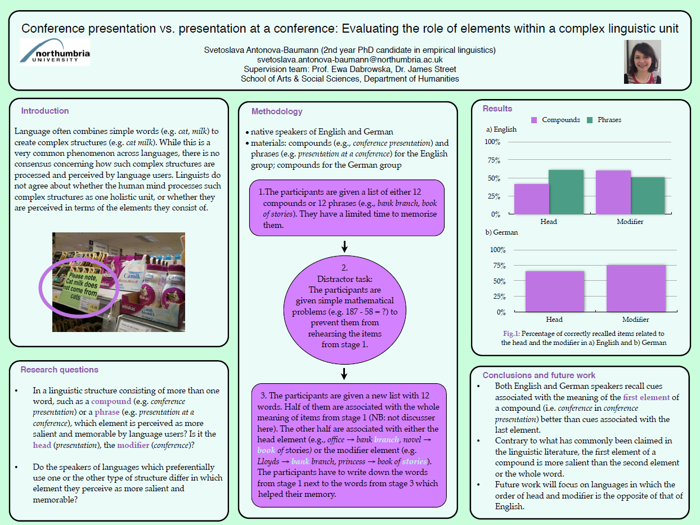 Conference presentation vs. presentation at a conference: Evaluating the role of elements within a complex linguistic unit
northumbria
UNIVERSITY
Svetoslava Antonova-Baumann (2nd year PhD candidate in empirical linguistics)
svetoslava.antonova-baumann@northumbria.ac.uk
Supervision team: Prof. Ewa Dabrowska, Dr. James Street
School of Arts & Social Sciences, Department of Humanities
Introduction
Language often combines simple words (e.g. cat, milk) to
create complex structures (e.g. cat milk). While this is a
very common phenomenon across languages, there is no
consensus concerning how such complex structures are
processed and perceived by language users. Linguists do
not agree about whether the human mind processes such
complex structures as one holistic unit, or whether they
are perceived in terms of the elements they consist of.
Please note,
Cat milk does
not come from
cats.
Research questions
• In a linguistic structure consisting of more than one
word, such as a compound (e.g. conference
presentation) or a phrase (e.g. presentation at a
conference), which element is perceived as more
salient and memorable by language users? Is it the
head (presentation), the modifier (conference)?
• Do the speakers of languages which preferentially
use one or the other type of structure differ in which
element they perceive as more salient and
memorable?
Methodology
• native speakers of English and German
• materials: compounds (e.g., conference presentation) and
phrases (e.g. presentation at a conference) for the English
group; compounds for the German group
1.The participants are given a list of either 12
compounds or 12 phrases (e.g., bank branch, book
of stories). They have a limited time to memorise
them.
2.
Distractor task:
The participants are
given simple mathematical
problems (e.g. 187 - 58 = ?) to
prevent them from
rehearsing the items
from stage 1.
3. The participants are given a new list with 12
words. Half of them are associated with the whole
meaning of items from stage 1 (NB: not discusser
here). The other half are associated with either the
head element (e.g., office → bank branch, novel →
book of stories) or the modifier element (e.g.
Lloyds → bank branch, princess → book of stories).
The participants have to write down the words
from stage 1 next to the words from stage 3 which
helped their memory.
Results
Compounds Phrases
a) English
100%
75%
50%
25%
0%
Head Modifier
b) German
100%
75%
50%
25%
0%
Head Modifier
Fig.1: Percentage of correctly recalled items related to
the head and the modifier in a) English and b) German
Conclusions and future work
• Both English and German speakers recall cues
associated with the meaning of the first element of
a compound (i.e. conference in conference
presentation) better than cues associated with the
last element.
• Contrary to what has commonly been claimed in
the linguistic literature, the first element of a
compound is more salient than the second element
or the whole word.
• Future work will focus on languages in which the
order of head and modifier is the opposite of that of
English.